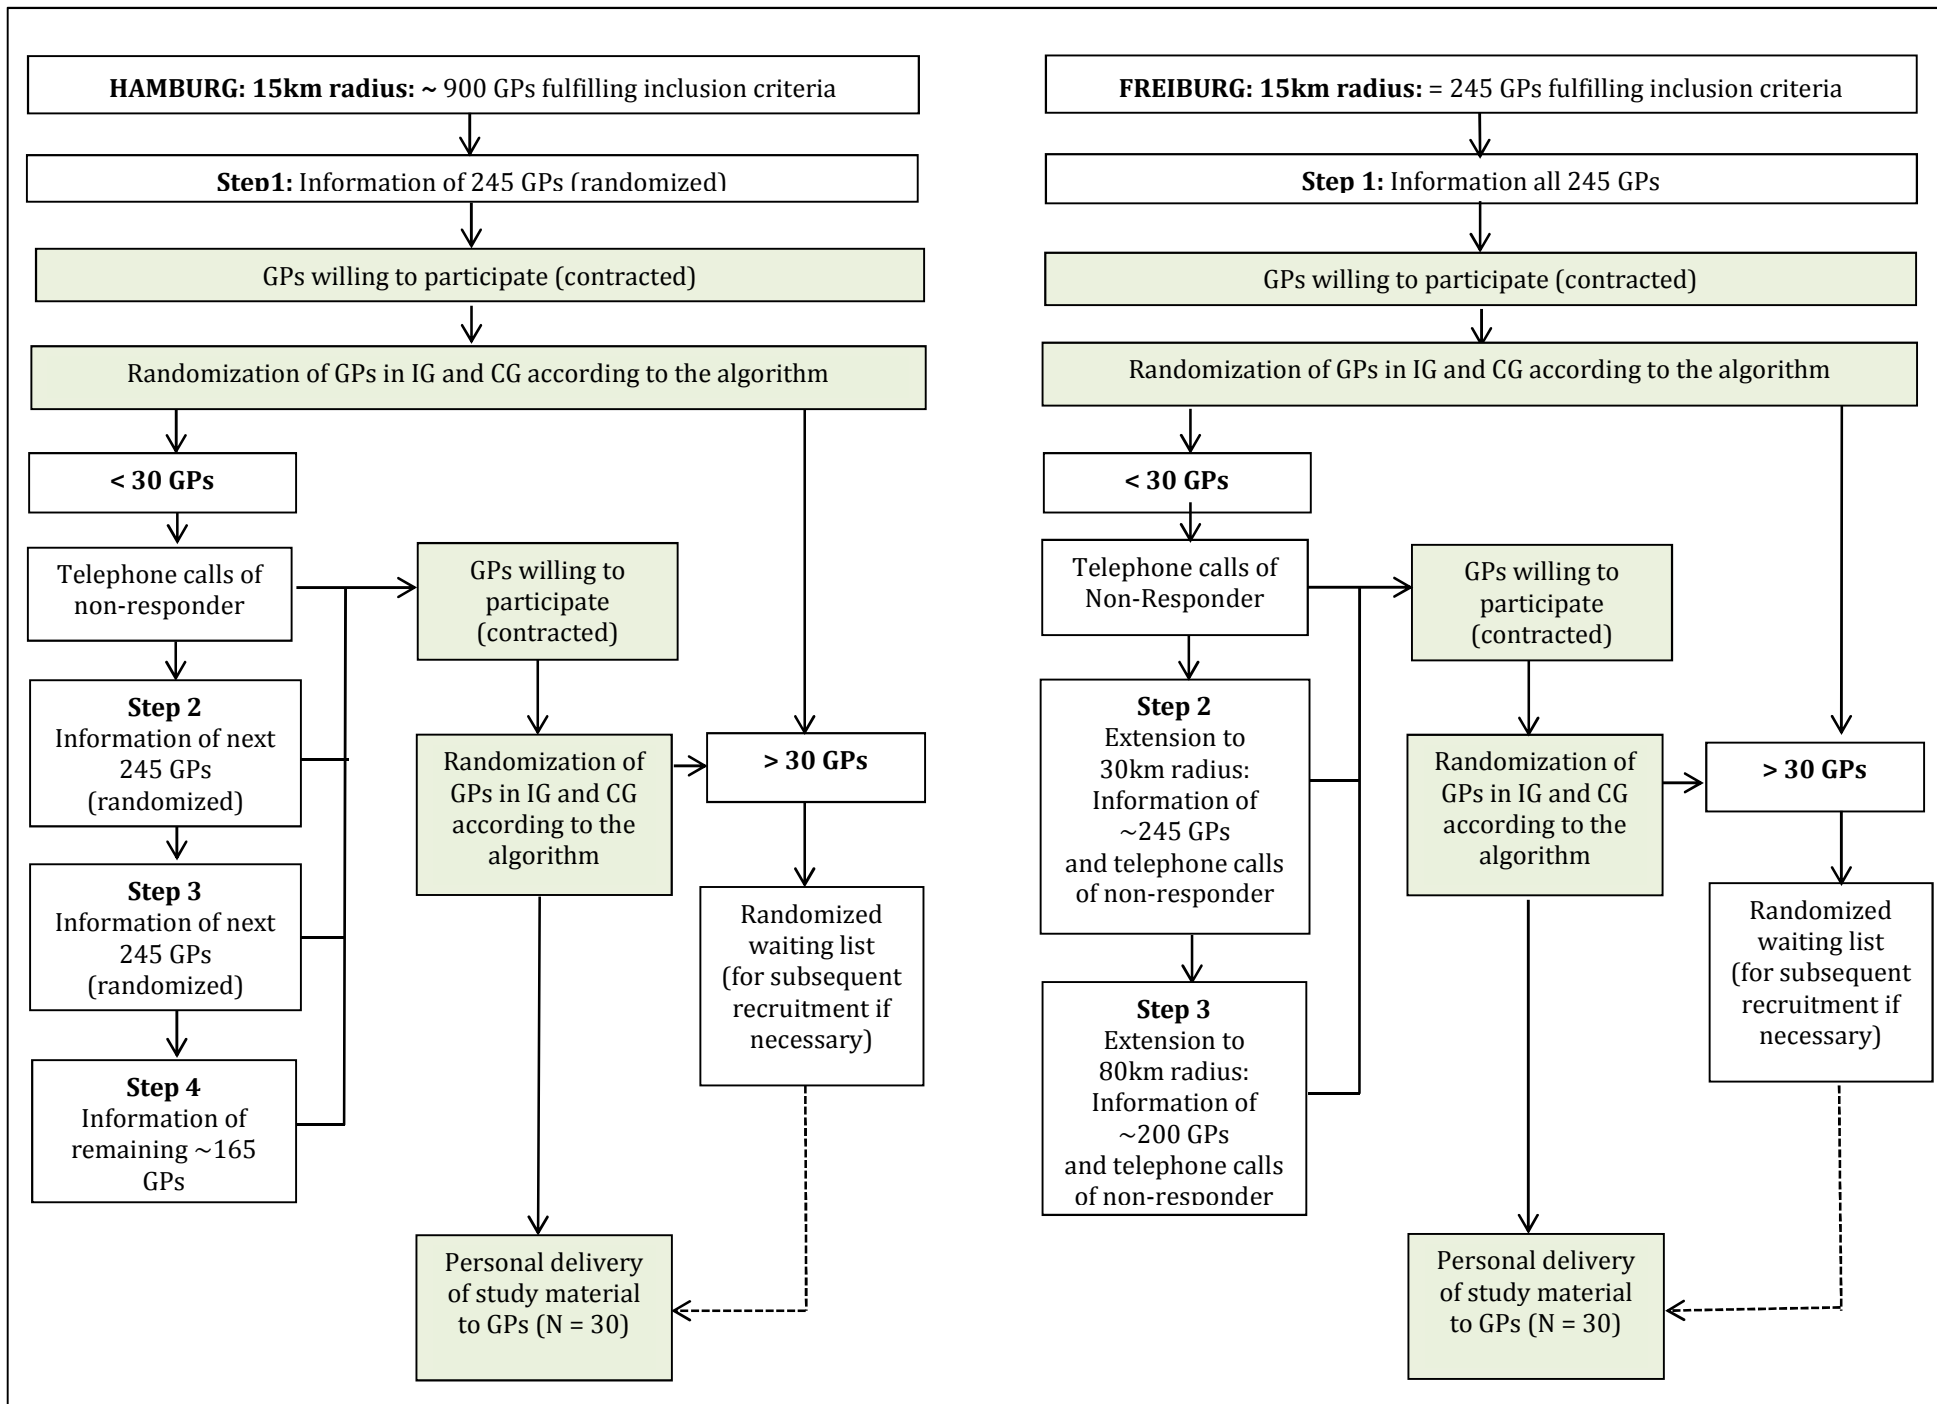 HAMBURG: 15km radius: ~ 900 GPs fulfilling inclusion criteria
Step1: Information of 245 GPs (randomized)
GPs willing to participate (contracted)
Randomization of GPs in IG and CG according to the algorithm
< 30 GPs
Telephone calls of
non-responder
Step 2
Information of next
245 GPs
(randomized)
Step 3
Information of next
245 GPs
(randomized)
Step 4
Information of
remaining ~165
GPs
GPs willing to
participate
(contracted)
Randomization of
GPs in IG and CG
according to the
algorithm
> 30 GPs
Randomized
waiting list
(for subsequent
recruitment if
necessary)
Personal delivery
of study material
to GPs (N = 30)
FREIBURG: 15km radius: = 245 GPs fulfilling inclusion criteria
Step 1: Information all 245 GPs
GPs willing to participate (contracted)
Randomization of GPs in IG and CG according to the algorithm
< 30 GPs
Telephone calls of
Non-Responder
Step 2
Extension to
30km radius:
Information of
~245 GPs
and telephone calls
of non-responder
Step 3
Extension to
80km radius:
Information of
~200 GPs
and telephone calls
of non-responder
GPs willing to
participate
(contracted)
Randomization of
GPs in IG and CG
according to the
algorithm
> 30 GPs
Randomized
waiting list
(for subsequent
recruitment if
necessary)
Personal delivery
of study material
to GPs (N = 30)